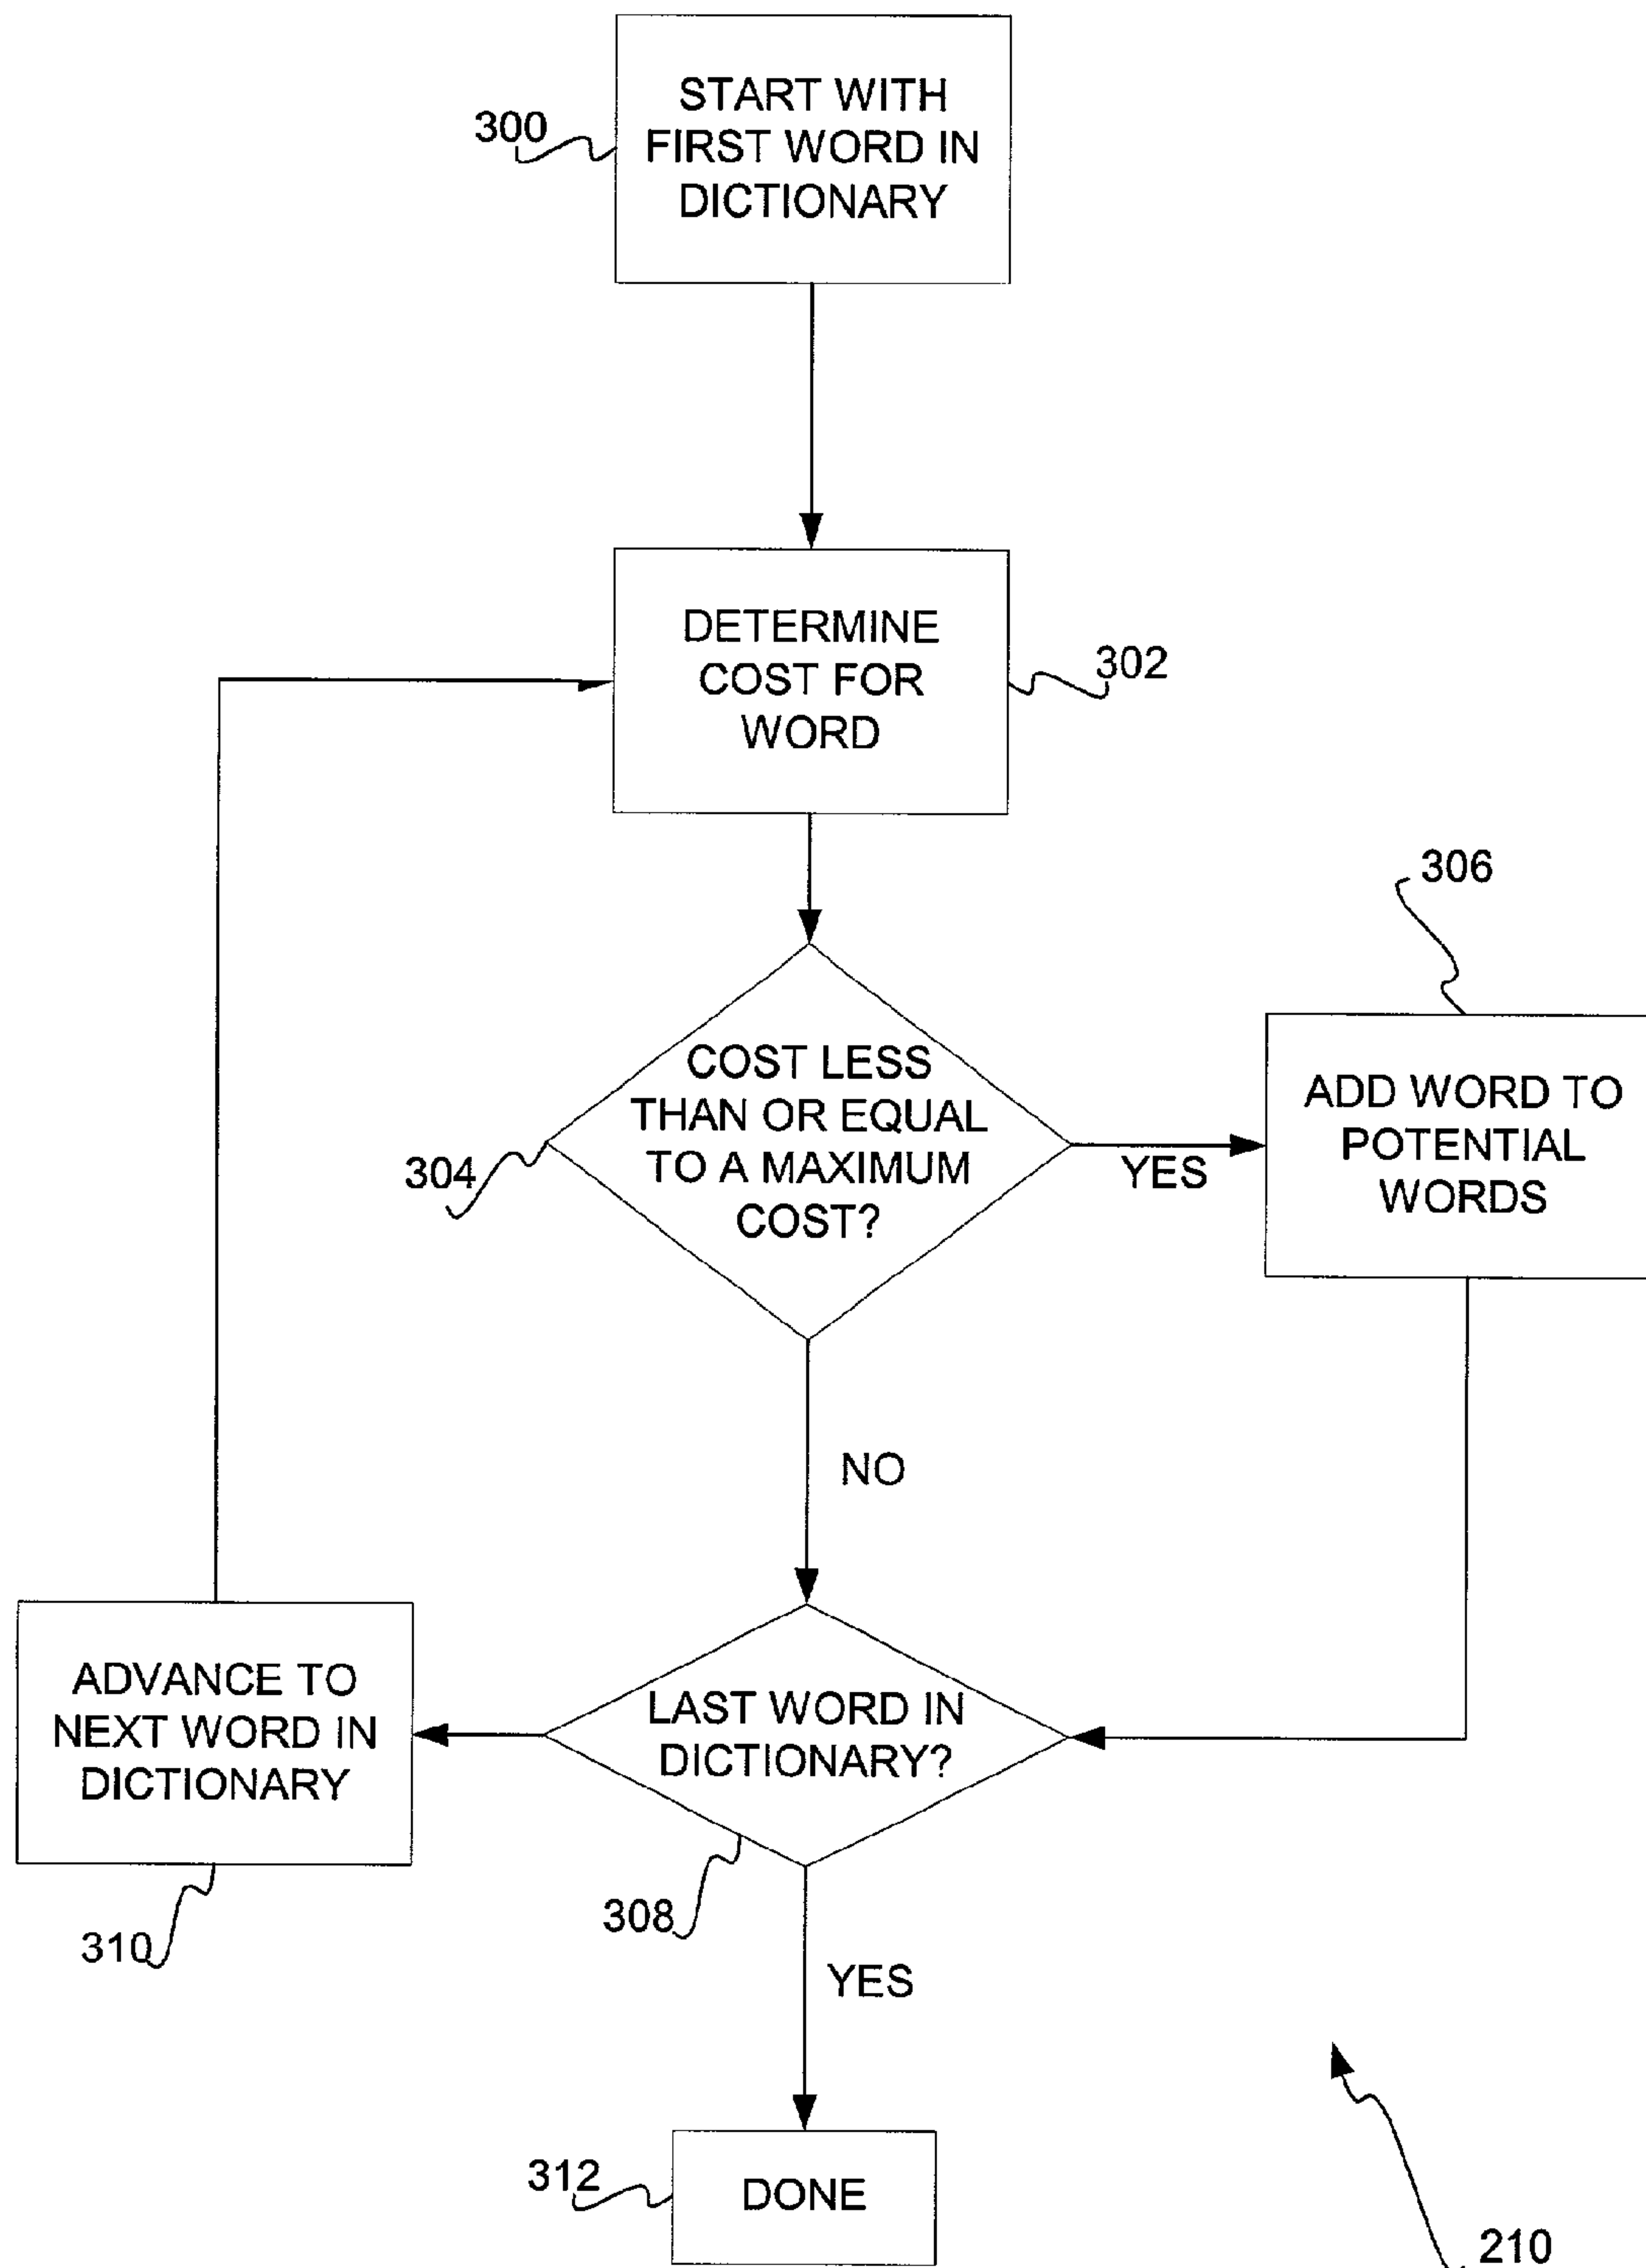 START WITH
FIRST WORD IN
DICTIONARY
300
DETERMINE
COST FOR
WORD
302
306
COST LESS
THAN OR EQUAL
TO A MAXIMUM
COST?
304
YES
ADD WORD TO
POTENTIAL
WORDS
NO
ADVANCE TO
NEXT WORD IN
DICTIONARY
LAST WORD IN
DICTIONARY?
308
310
YES
312
DONE
210